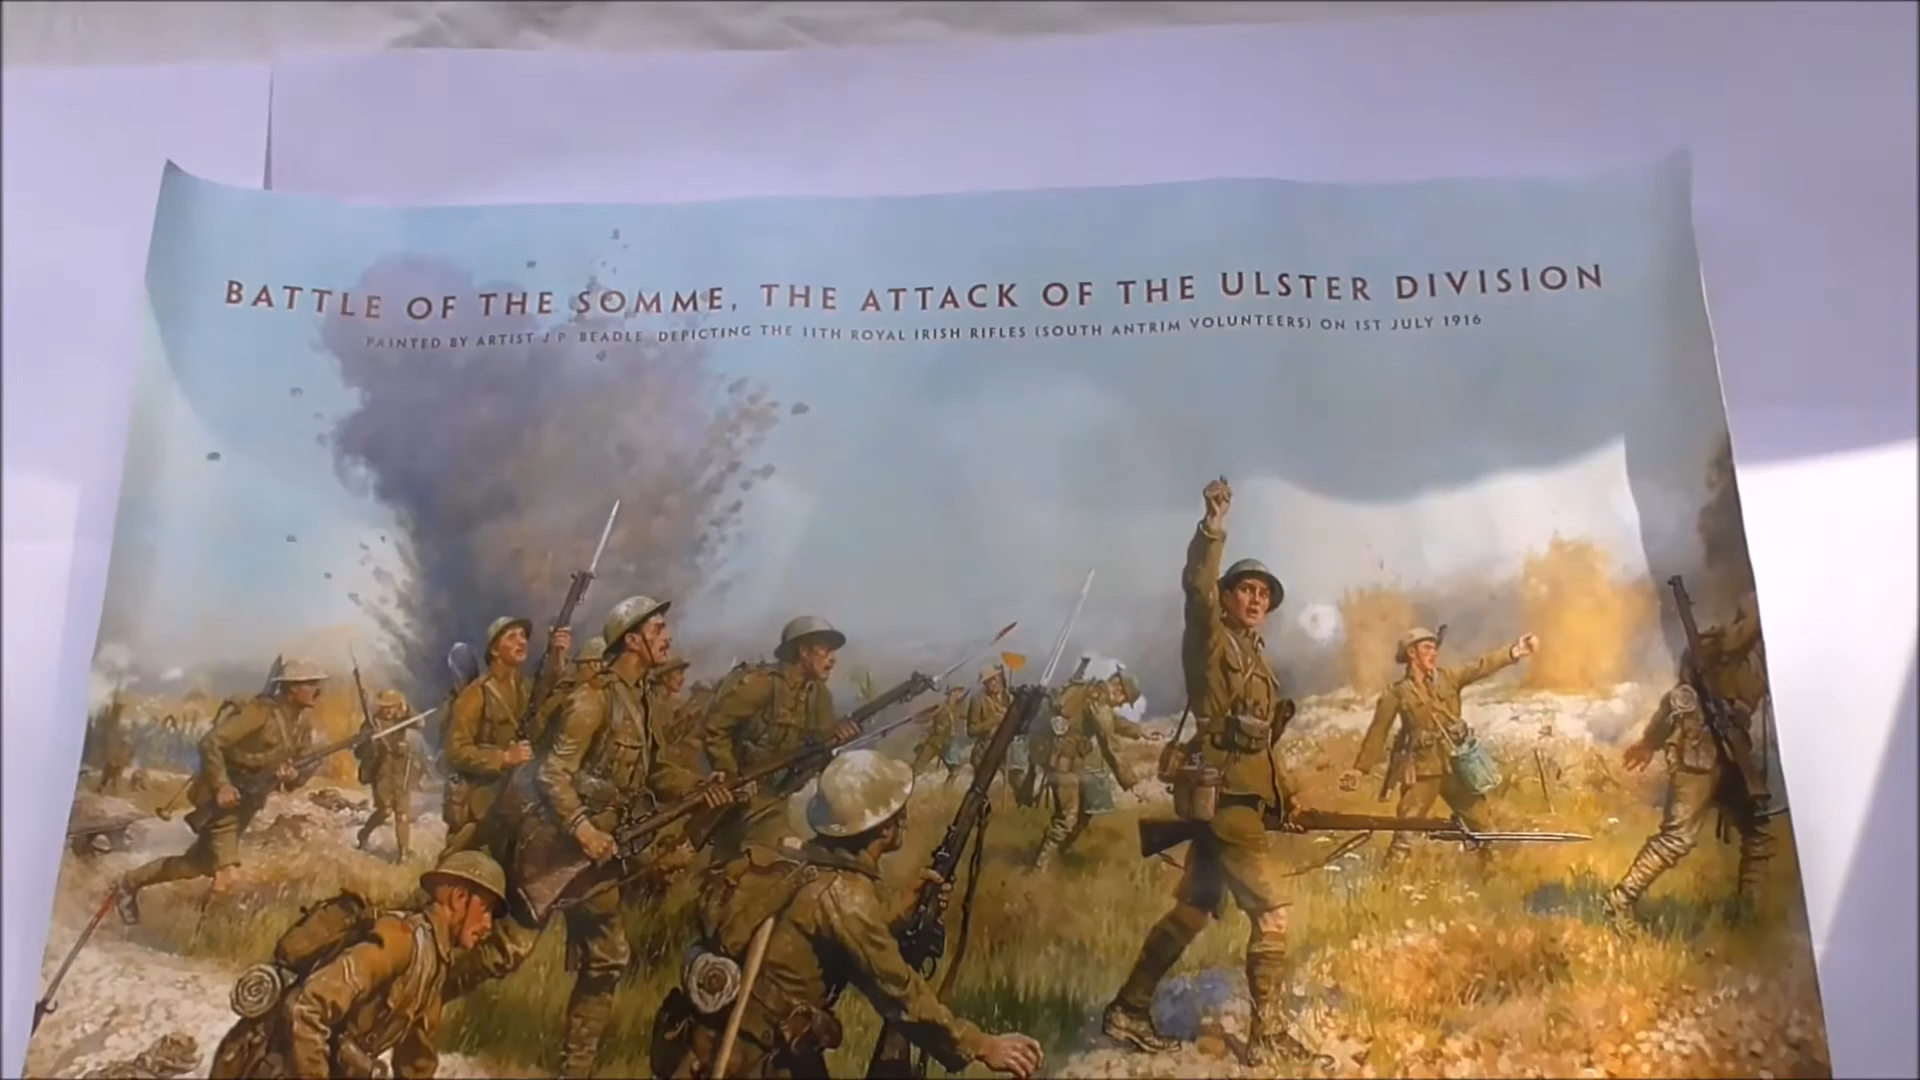 BATTLE OF THE SOMME, THE ATTACK OF THE ULSTER DIVISION
PAINTED BY ARTIST J P BEADLE, DEPICTING THE 11TH ROYAL IRISH RIFLES (SOUTH ANTRIM VOLUNTEERS) ON 1ST JULY 1916